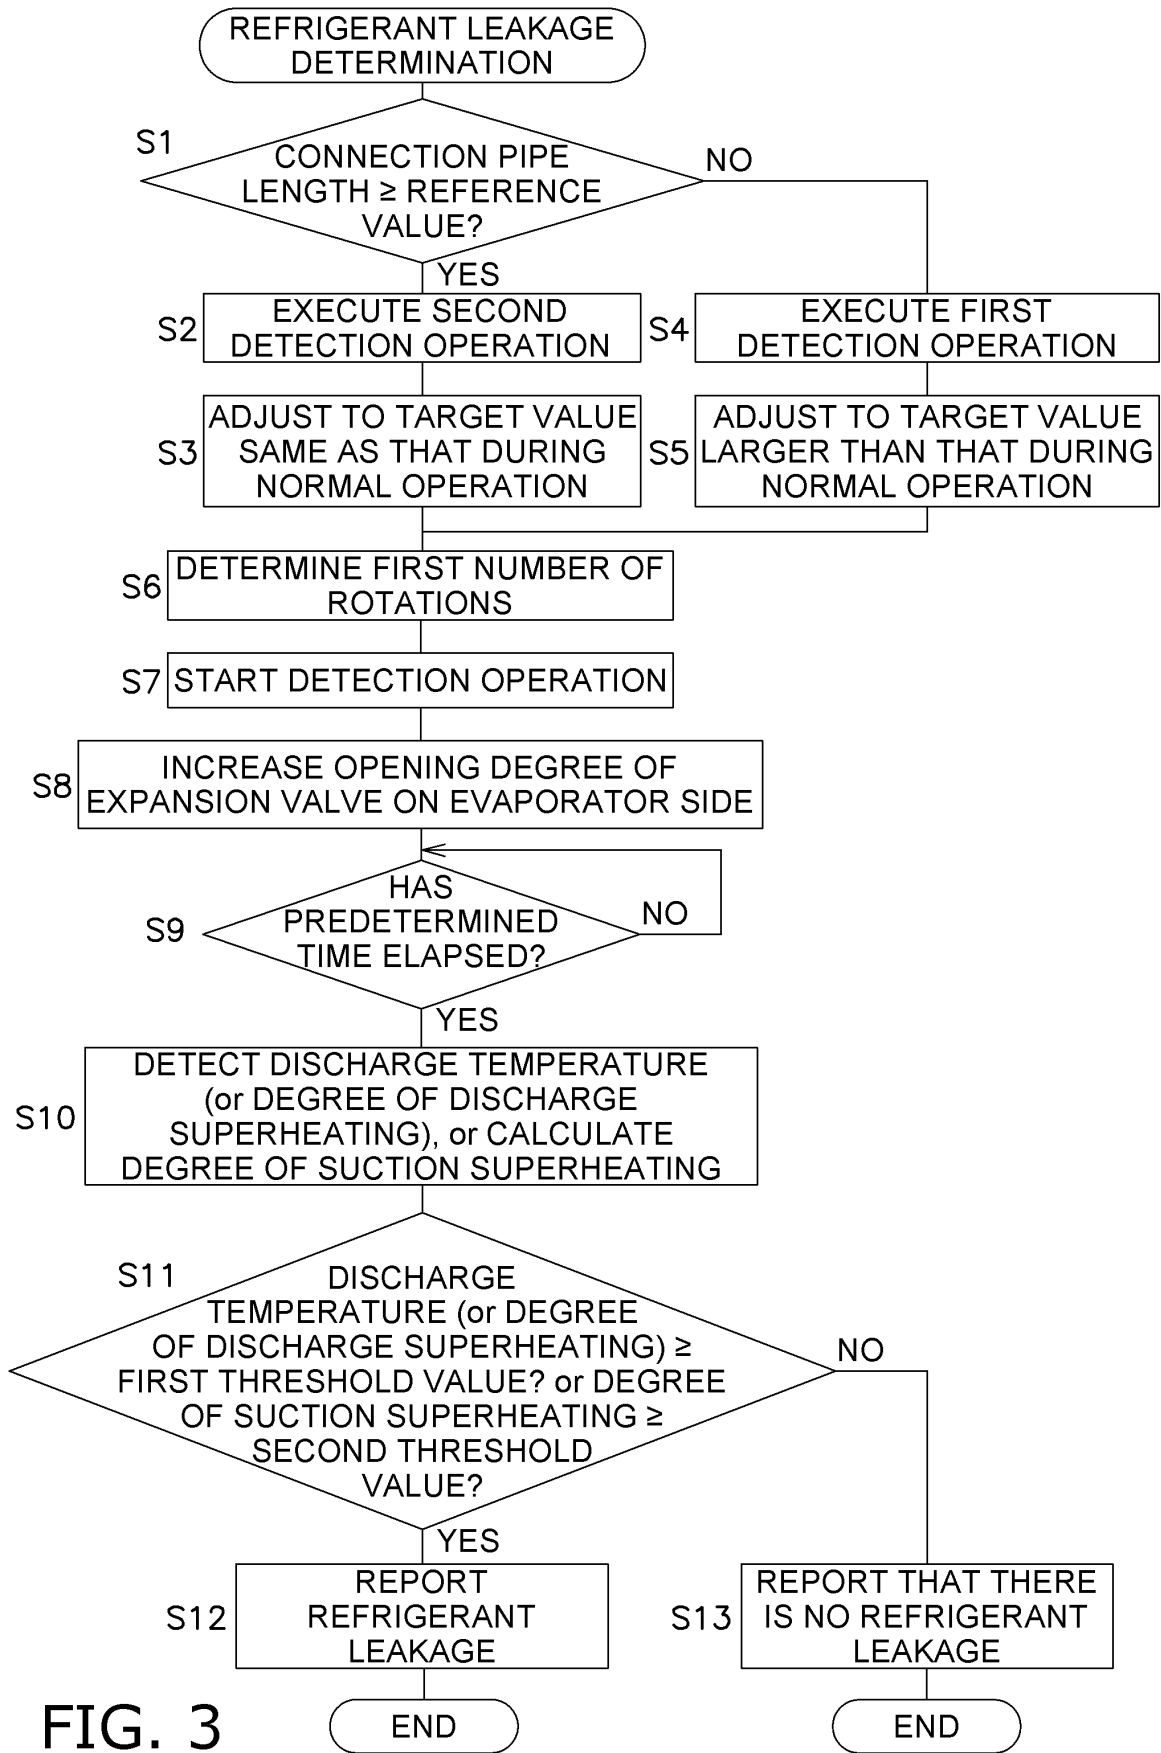 REFRIGERANT LEAKAGE
DETERMINATION
S1
CONNECTION PIPE
LENGTH ≥ REFERENCE
VALUE?
NO
YES
S2
EXECUTE SECOND
DETECTION OPERATION
S4
EXECUTE FIRST
DETECTION OPERATION
S3
ADJUST TO TARGET VALUE
SAME AS THAT DURING
NORMAL OPERATION
S5
ADJUST TO TARGET VALUE
LARGER THAN THAT DURING
NORMAL OPERATION
S6
DETERMINE FIRST NUMBER OF
ROTATIONS
S7
START DETECTION OPERATION
S8
INCREASE OPENING DEGREE OF
EXPANSION VALVE ON EVAPORATOR SIDE
S9
HAS
PREDETERMINED
TIME ELAPSED?
NO
YES
S10
DETECT DISCHARGE TEMPERATURE
(or DEGREE OF DISCHARGE
SUPERHEATING), or CALCULATE
DEGREE OF SUCTION SUPERHEATING
S11
DISCHARGE
TEMPERATURE (or DEGREE
OF DISCHARGE SUPERHEATING) ≥
FIRST THRESHOLD VALUE? or DEGREE
OF SUCTION SUPERHEATING ≥
SECOND THRESHOLD
VALUE?
NO
YES
S12
REPORT
REFRIGERANT
LEAKAGE
S13
REPORT THAT THERE
IS NO REFRIGERANT
LEAKAGE
END
END
FIG. 3